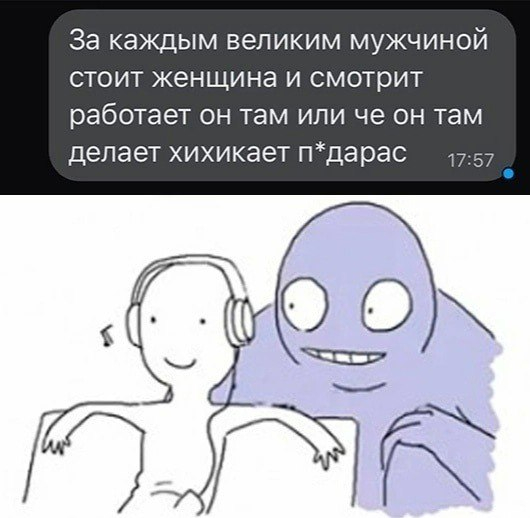 За каждым великим мужчиной
стоит женщина и смотрит
работает он там или че он там
делает хихикает п*дарас
17:57